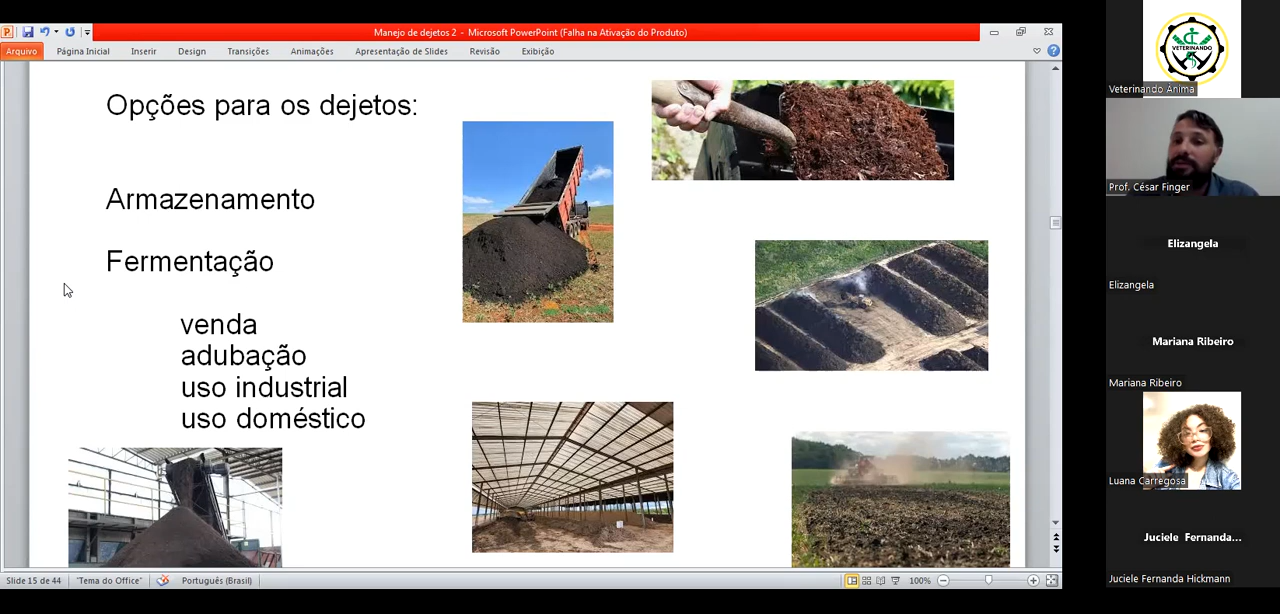 Manejo de dejetos 2 - Microsoft PowerPoint (Falha na Ativação do Produto)
Arquivo Página Inicial Inserir Design Transições Animações Apresentação de Slides Revisão Exibição
Opções para os dejetos:
Armazenamento
Fermentação
venda
adubação
uso industrial
uso doméstico
Slide 15 de 44 "Tema do Office" Português (Brasil) 100%
VETERINANDO
Veterinando Ânima
Prof. César Finger
Elizangela
Elizangela
Mariana Ribeiro
Mariana Ribeiro
Luana Carregosa
Juciele Fernanda...
Juciele Fernanda Hickmann